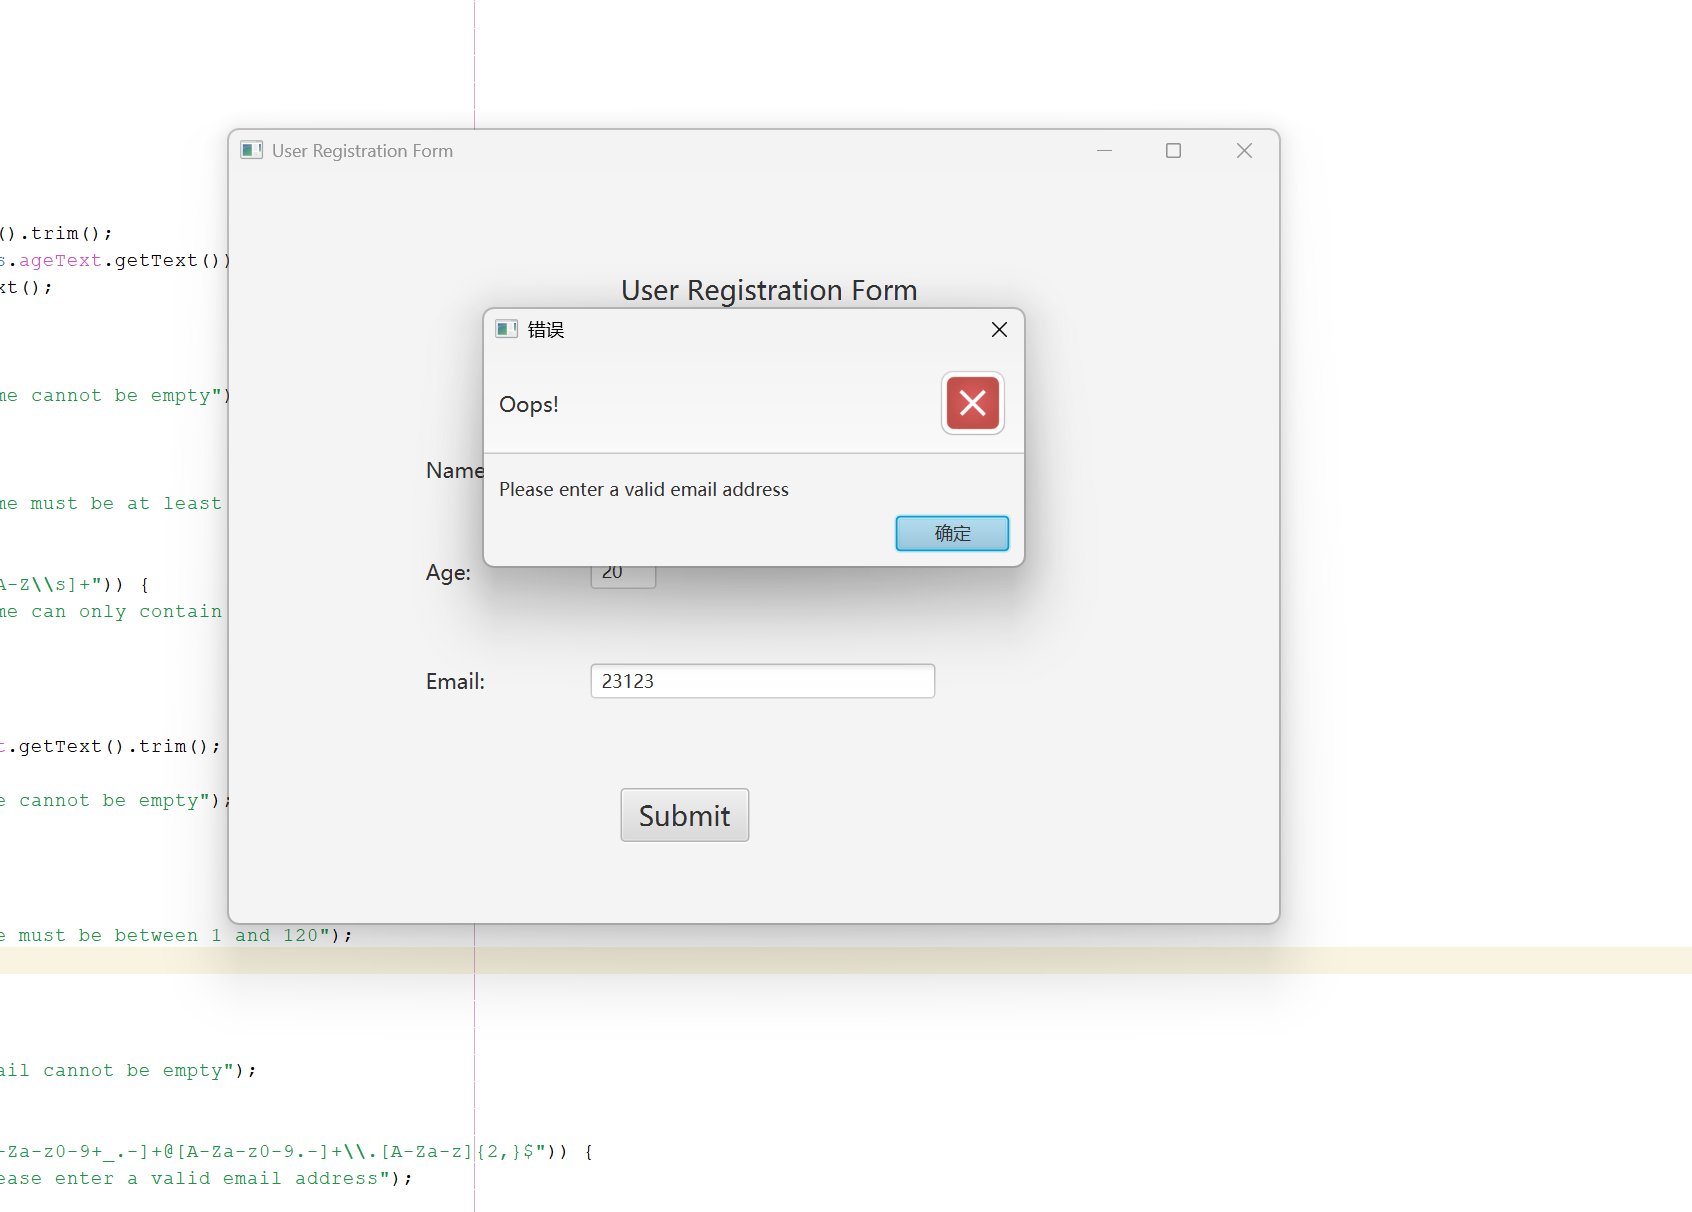 User Registration Form
().trim();
s.ageText.getText())
xt();
User Registration Form
错误
Oops!
me cannot be empty")
Name
Please enter a valid email address
me must be at least
确定
Age:
20
A-Z\\s]+")) {
me can only contain
Email:
23123
t.getText().trim();
e cannot be empty");
Submit
e must be between 1 and 120");
ail cannot be empty");
-Za-z0-9+_.-]+@[A-Za-z0-9.-]+\\.[A-Za-z]{2,}$")) {
ease enter a valid email address");